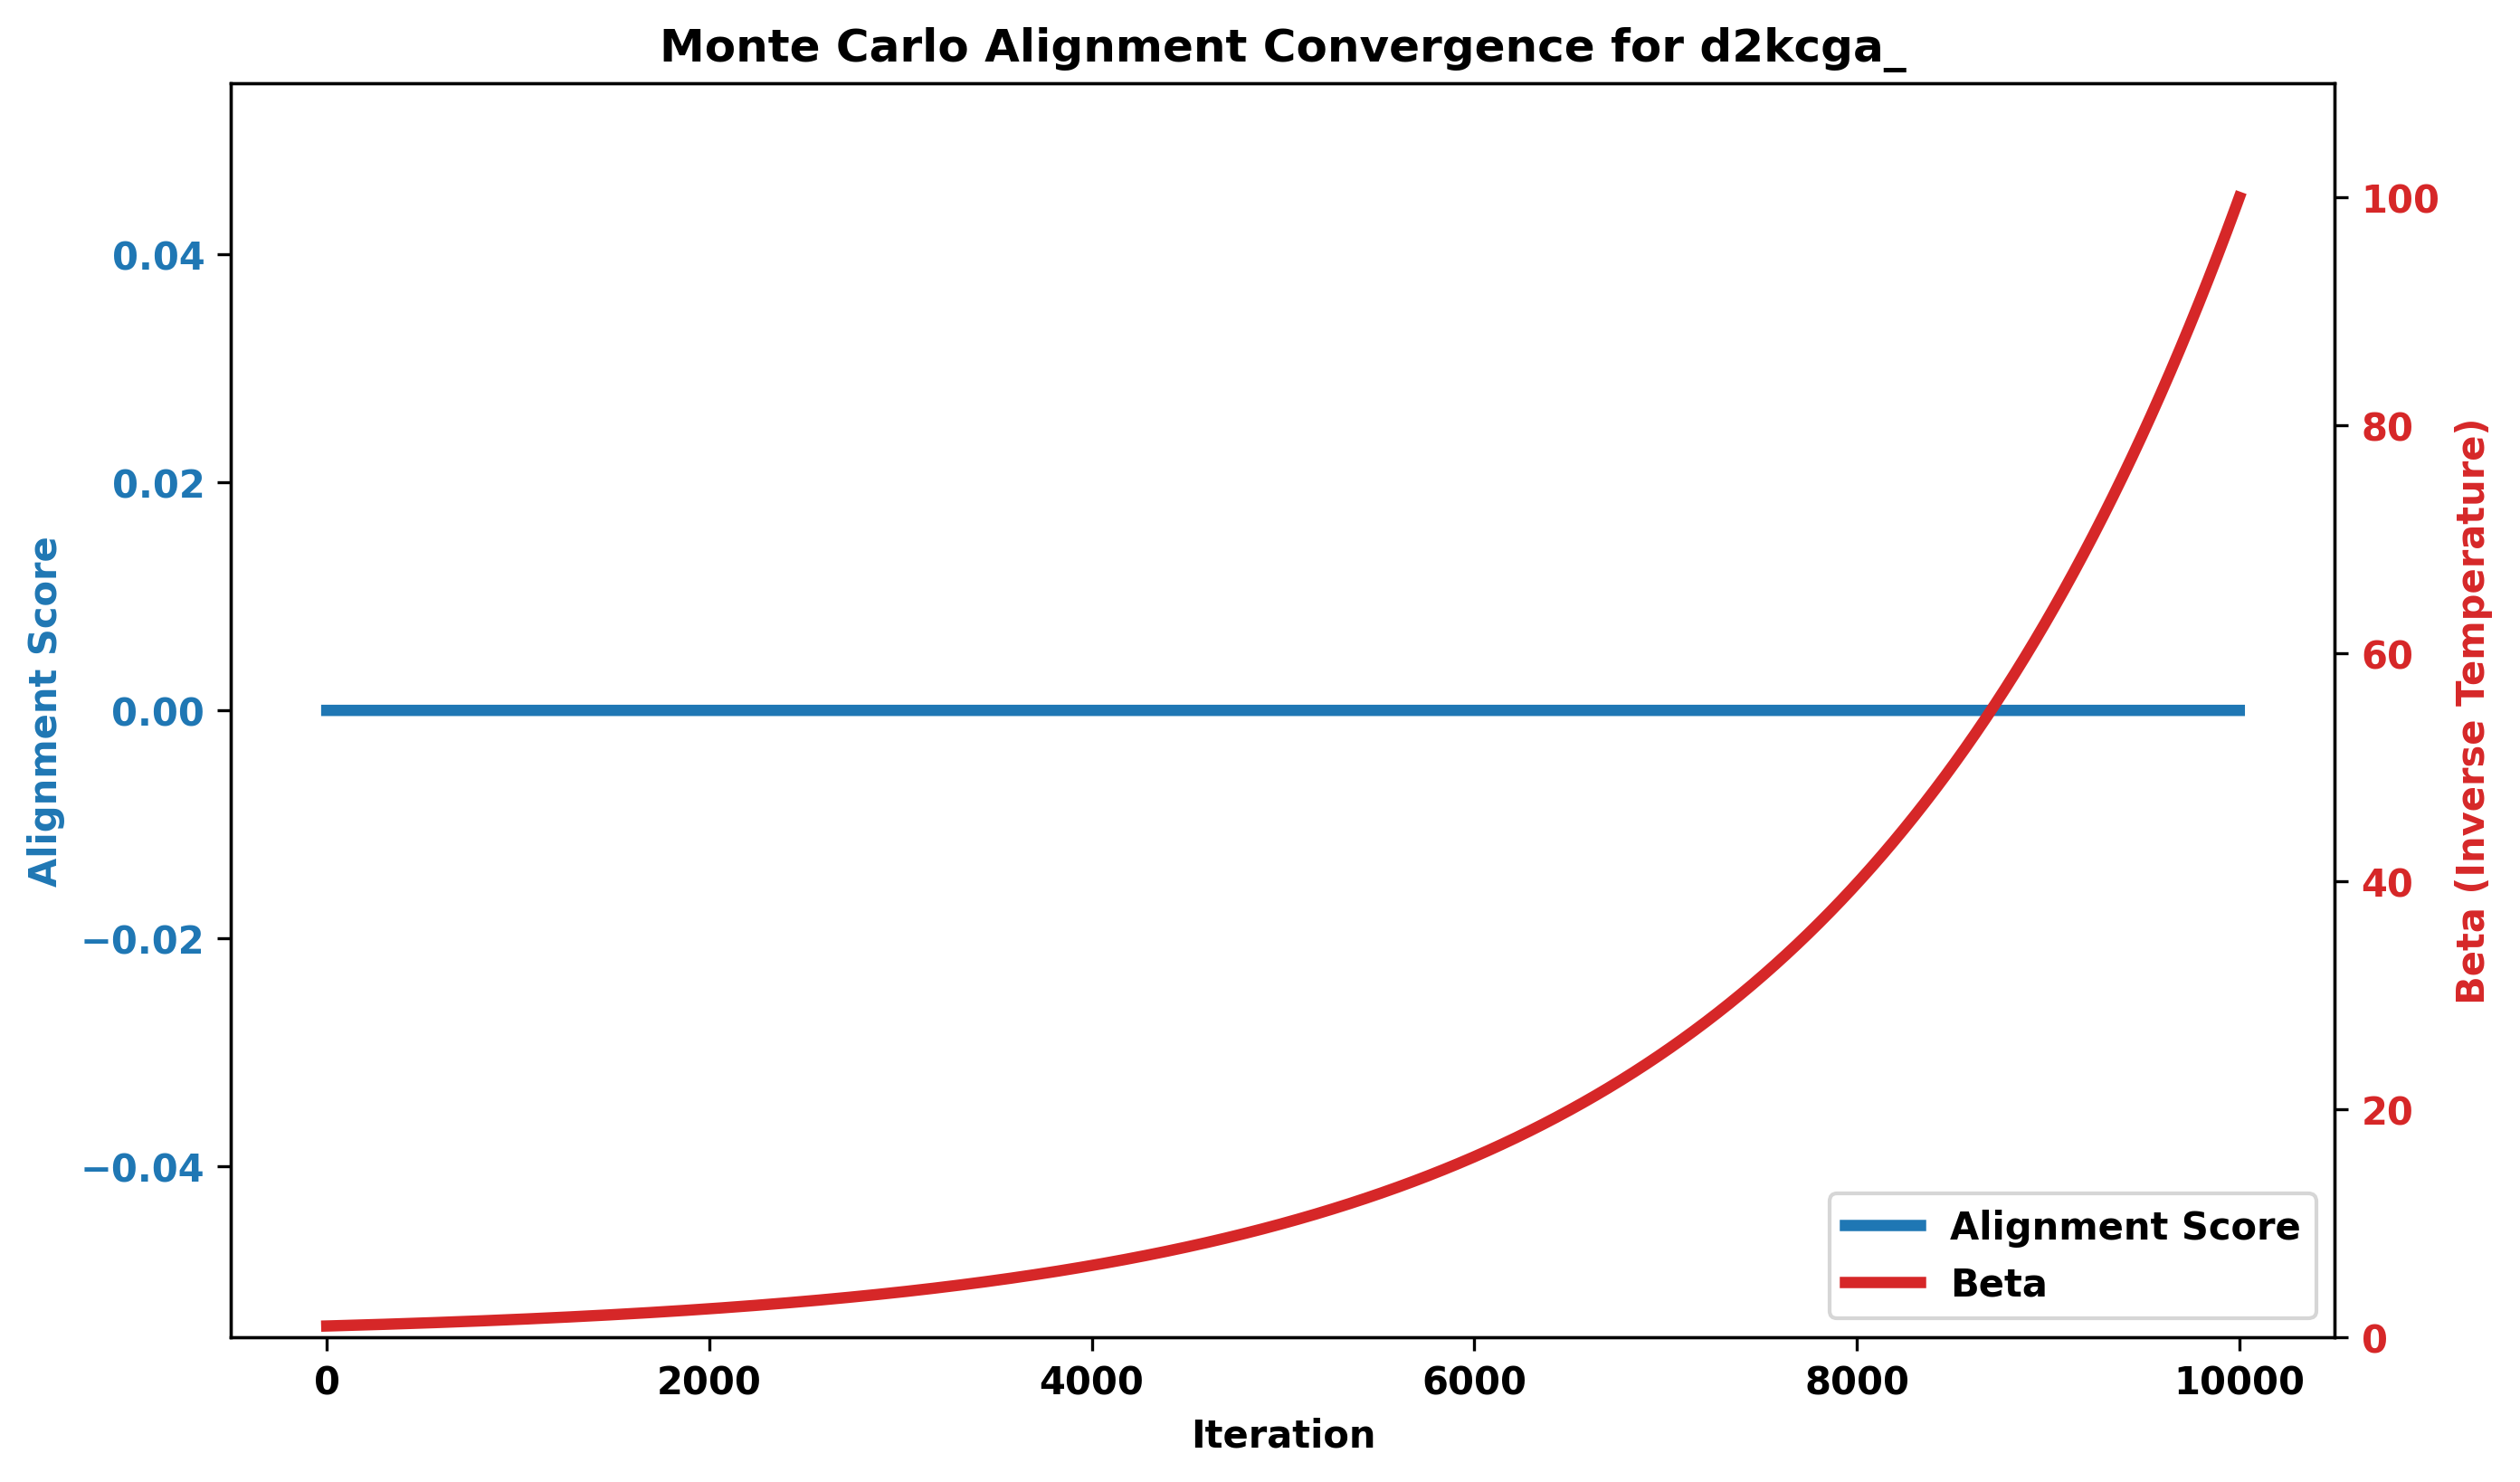 Monte Carlo Alignment Convergence for d2kcga_
Alignment Score
0.04
0.02
0.00
−0.02
−0.04
100
80
60
40
20
0
Beta (Inverse Temperature)
Alignment Score
Beta
0 2000 4000 6000 8000 10000
Iteration